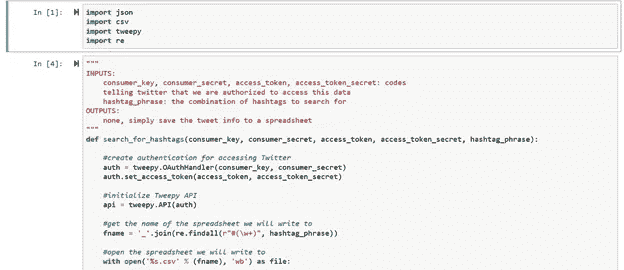 In [1]:
import json
import csv
import tweepy
import re
In [4]:
"""
INPUTS:
    consumer_key, consumer_secret, access_token, access_token_secret: codes
    telling twitter that we are authorized to access this data
    hashtag_phrase: the combination of hashtags to search for
OUTPUTS:
    none, simply save the tweet info to a spreadsheet
"""
def search_for_hashtags(consumer_key, consumer_secret, access_token, access_token_secret, hashtag_phrase):
    #create authentication for accessing Twitter
    auth = tweepy.OAuthHandler(consumer_key, consumer_secret)
    auth.set_access_token(access_token, access_token_secret)
    #initialize Tweepy API
    api = tweepy.API(auth)
    #get the name of the spreadsheet we will write to
    fname = '_'.join(re.findall(r"#(\w+)", hashtag_phrase))
    #open the spreadsheet we will write to
    with open('%s.csv' % (fname), 'wb') as file: